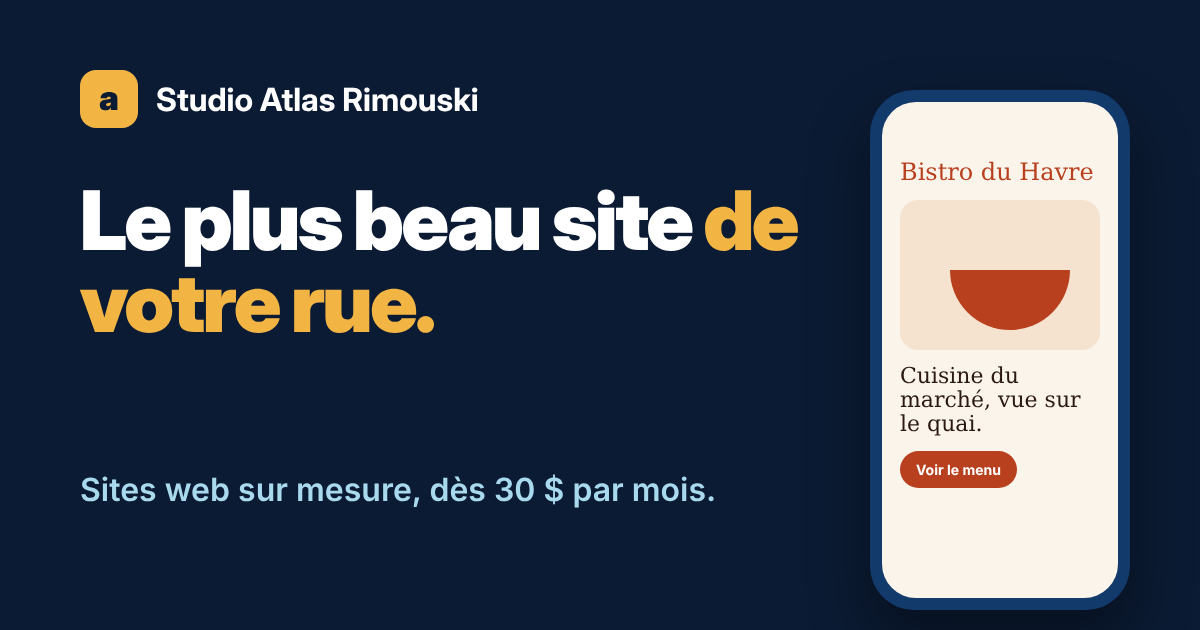 a
Studio Atlas Rimouski
Le plus beau site de
votre rue.
Sites web sur mesure, dès 30 $ par mois.
Bistro du Havre
Cuisine du
marché, vue sur
le quai.
Voir le menu